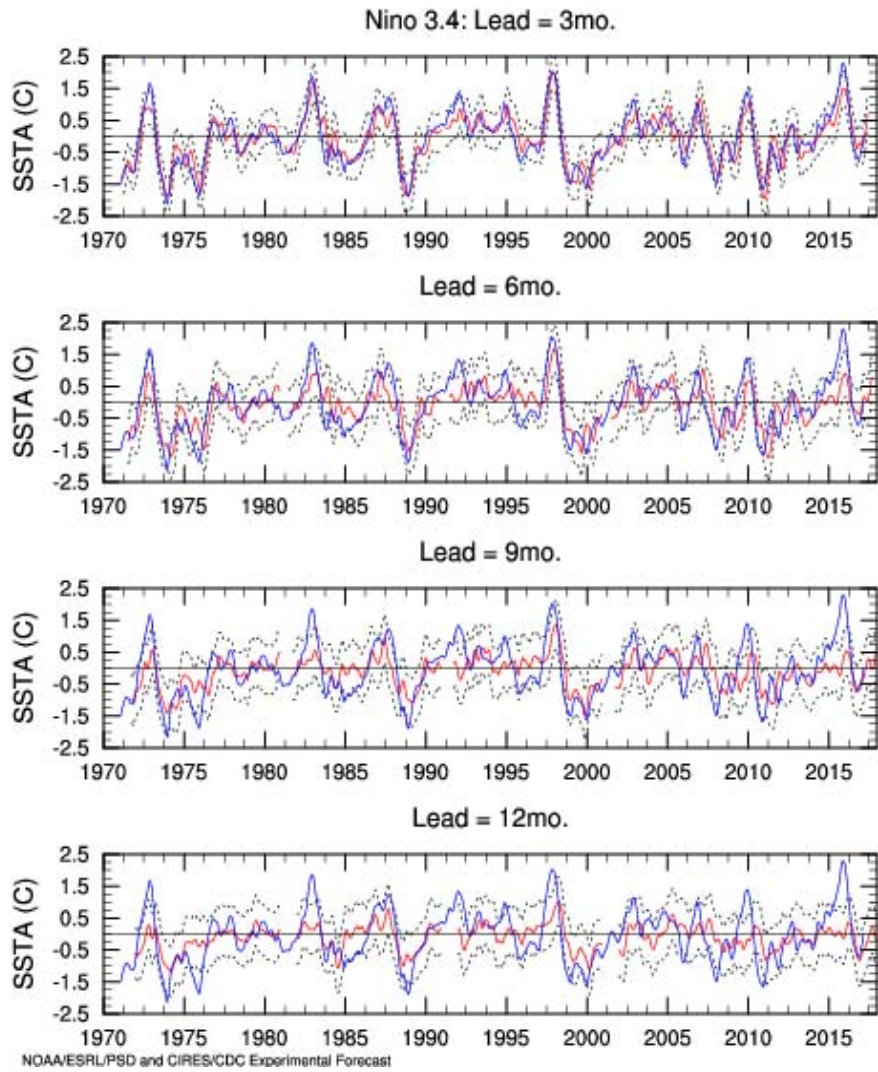 Nino 3.4: Lead = 3mo.
SSTA (C)
2.5
1.5
0.5
-0.5
-1.5
-2.5
1970 1975 1980 1985 1990 1995 2000 2005 2010 2015
Lead = 6mo.
SSTA (C)
2.5
1.5
0.5
-0.5
-1.5
-2.5
1970 1975 1980 1985 1990 1995 2000 2005 2010 2015
Lead = 9mo.
SSTA (C)
2.5
1.5
0.5
-0.5
-1.5
-2.5
1970 1975 1980 1985 1990 1995 2000 2005 2010 2015
Lead = 12mo.
SSTA (C)
2.5
1.5
0.5
-0.5
-1.5
-2.5
1970 1975 1980 1985 1990 1995 2000 2005 2010 2015
NOAA/ESRL/PSD and CIRES/CDC Experimental Forecast